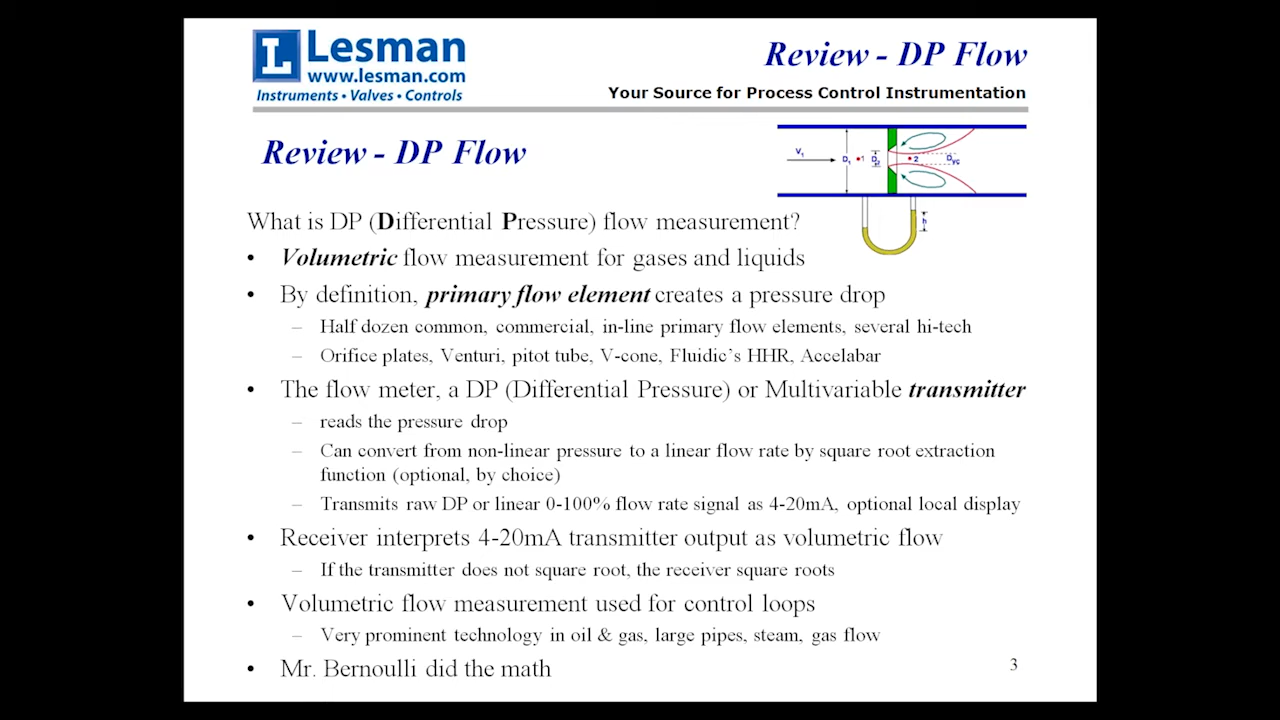 Lesman
www.lesman.com
Instruments • Valves • Controls
Review - DP Flow
Your Source for Process Control Instrumentation
Review - DP Flow
V1
D1
1
D2
2
Dvc
h
What is DP (Differential Pressure) flow measurement?
• Volumetric flow measurement for gases and liquids
• By definition, primary flow element creates a pressure drop
– Half dozen common, commercial, in-line primary flow elements, several hi-tech
– Orifice plates, Venturi, pitot tube, V-cone, Fluidic's HHR, Accelabar
• The flow meter, a DP (Differential Pressure) or Multivariable transmitter
– reads the pressure drop
– Can convert from non-linear pressure to a linear flow rate by square root extraction
function (optional, by choice)
– Transmits raw DP or linear 0-100% flow rate signal as 4-20mA, optional local display
• Receiver interprets 4-20mA transmitter output as volumetric flow
– If the transmitter does not square root, the receiver square roots
• Volumetric flow measurement used for control loops
– Very prominent technology in oil & gas, large pipes, steam, gas flow
• Mr. Bernoulli did the math
3